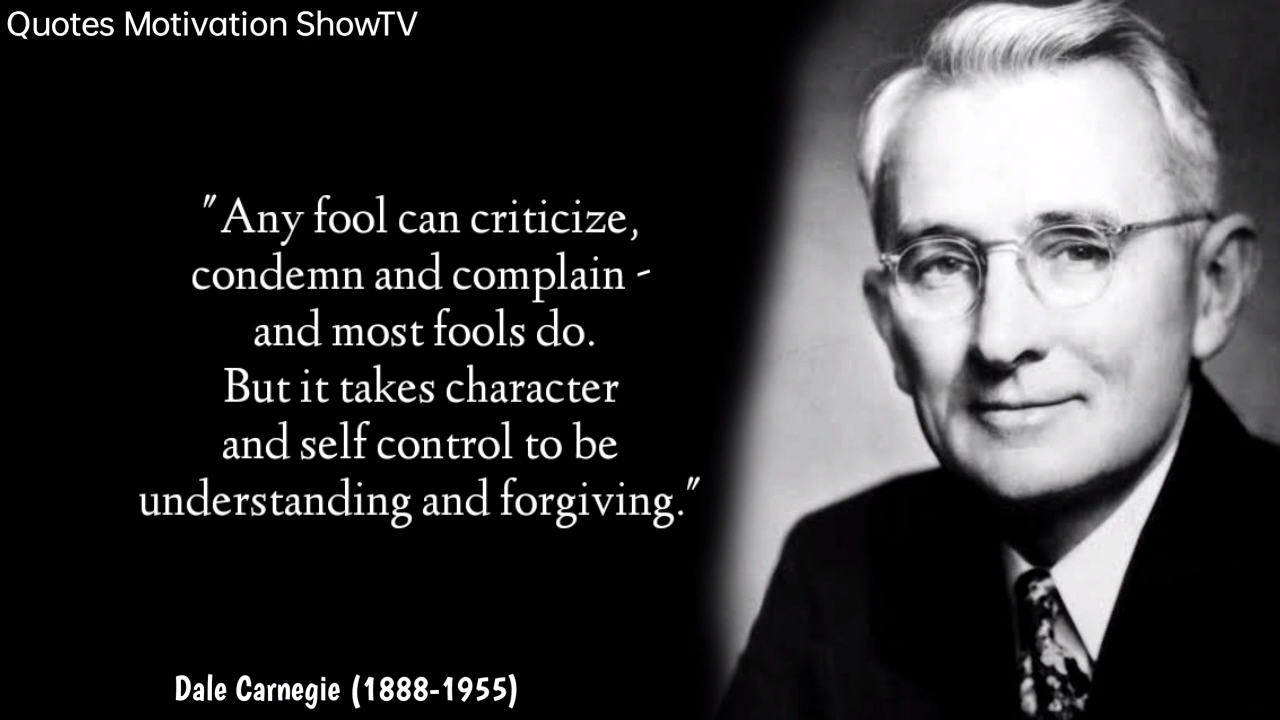 Quotes Motivation ShowTV
"Any fool can criticize,
condemn and complain -
and most fools do.
But it takes character
and self control to be
understanding and forgiving."
Dale Carnegie (1888-1955)